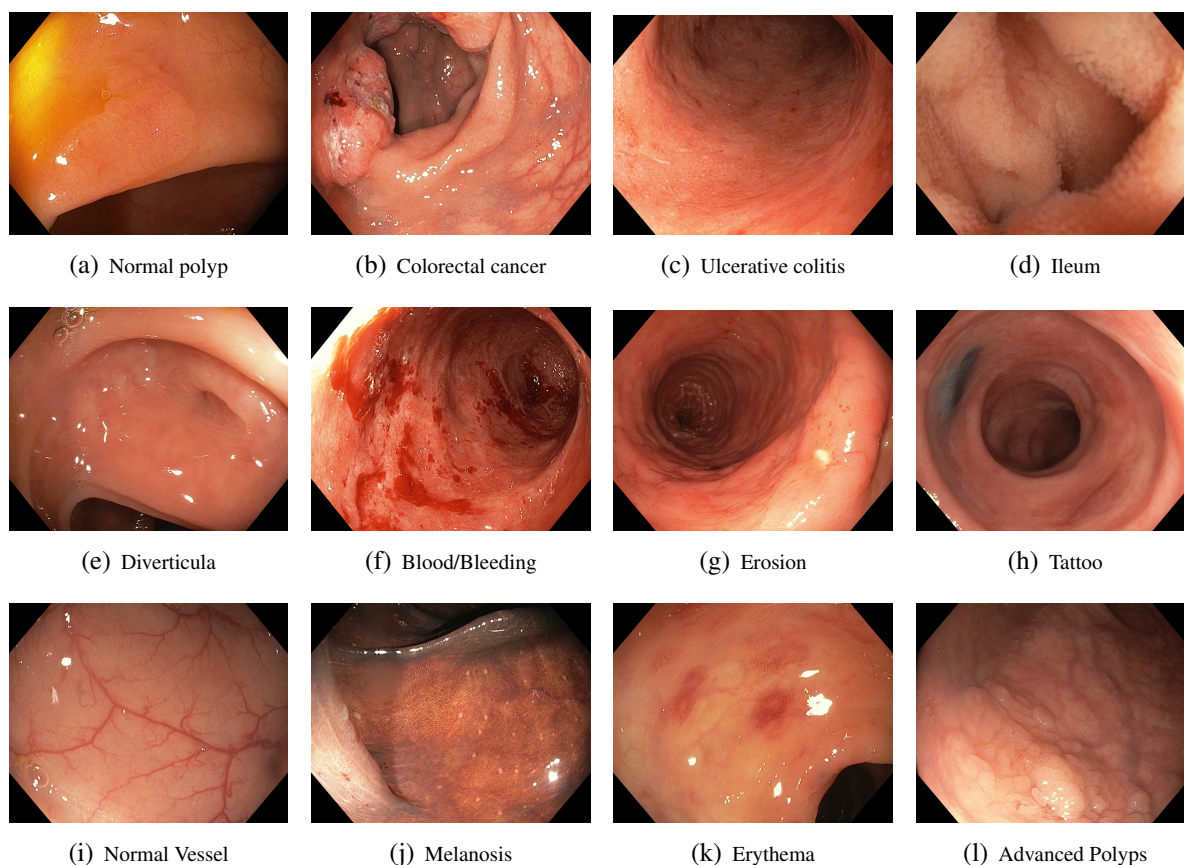 (a) Normal polyp
(b) Colorectal cancer
(c) Ulcerative colitis
(d) Ileum
(e) Diverticula
(f) Blood/Bleeding
(g) Erosion
(h) Tattoo
(i) Normal Vessel
(j) Melanosis
(k) Erythema
(l) Advanced Polyps